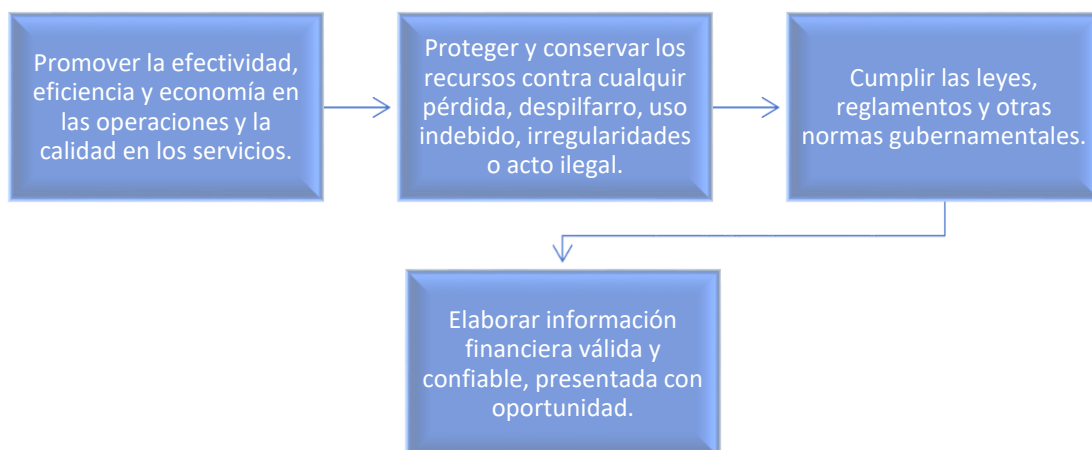 Promover la efectividad,
eficiencia y economía en
las operaciones y la
calidad en los servicios.
Proteger y conservar los
recursos contra cualquir
pérdida, despilfarro, uso
indebido, irregularidades
o acto ilegal.
Cumplir las leyes,
reglamentos y otras
normas gubernamentales.
Elaborar información
financiera válida y
confiable, presentada con
oportunidad.